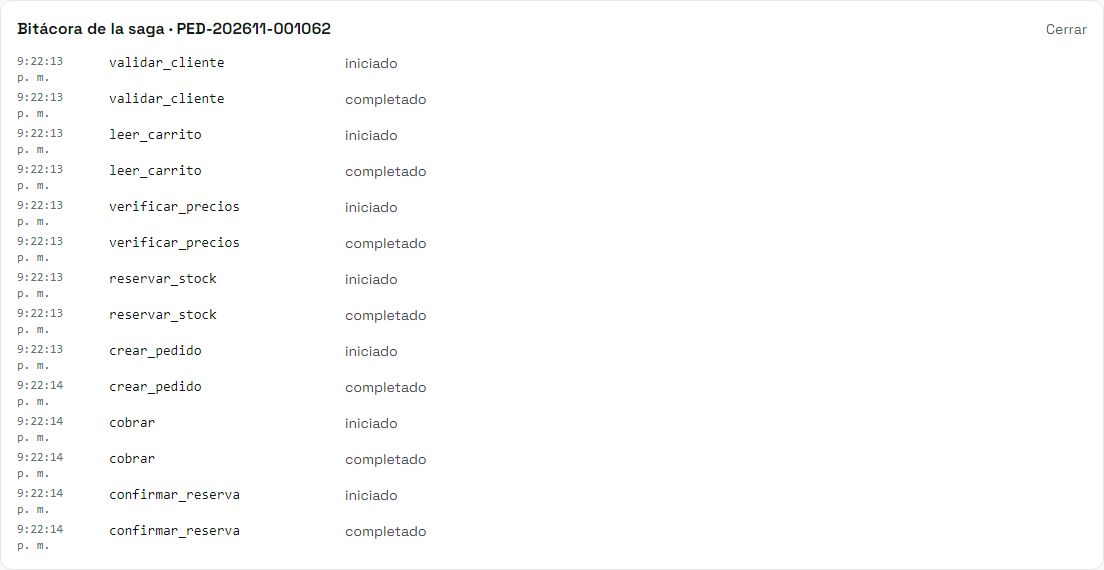 Bitácora de la saga · PED-202611-001062 Cerrar
9:22:13 p. m. validar_cliente iniciado
9:22:13 p. m. validar_cliente completado
9:22:13 p. m. leer_carrito iniciado
9:22:13 p. m. leer_carrito completado
9:22:13 p. m. verificar_precios iniciado
9:22:13 p. m. verificar_precios completado
9:22:13 p. m. reservar_stock iniciado
9:22:13 p. m. reservar_stock completado
9:22:13 p. m. crear_pedido iniciado
9:22:14 p. m. crear_pedido completado
9:22:14 p. m. cobrar iniciado
9:22:14 p. m. cobrar completado
9:22:14 p. m. confirmar_reserva iniciado
9:22:14 p. m. confirmar_reserva completado